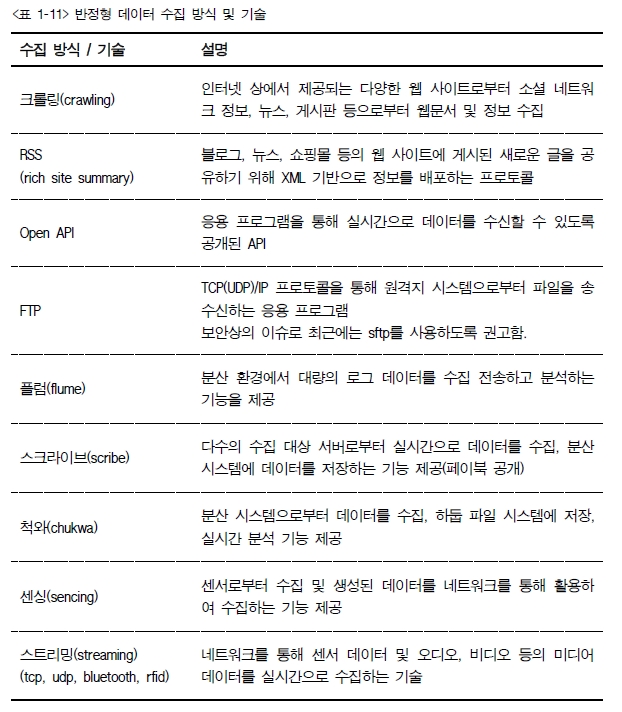 <표 1-11> 반정형 데이터 수집 방식 및 기술
수집 방식 / 기술 설명
크롤링(crawling) 인터넷 상에서 제공되는 다양한 웹 사이트로부터 소셜 네트워
크 정보, 뉴스, 게시판 등으로부터 웹문서 및 정보 수집
RSS 블로그, 뉴스, 쇼핑몰 등의 웹 사이트에 게시된 새로운 글을 공
(rich site summary) 유하기 위해 XML 기반으로 정보를 배포하는 프로토콜
Open API 응용 프로그램을 통해 실시간으로 데이터를 수신할 수 있도록
공개된 API
FTP TCP(UDP)/IP 프로토콜을 통해 원격지 시스템으로부터 파일을 송
수신하는 응용 프로그램
보안상의 이슈로 최근에는 sftp를 사용하도록 권고함.
플럼(flume) 분산 환경에서 대량의 로그 데이터를 수집 전송하고 분석하는
기능을 제공
스크라이브(scribe) 다수의 수집 대상 서버로부터 실시간으로 데이터를 수집, 분산
시스템에 데이터를 저장하는 기능 제공(페이북 공개)
척와(chukwa) 분산 시스템으로부터 데이터를 수집, 하둡 파일 시스템에 저장,
실시간 분석 기능 제공
센싱(sencing) 센서로부터 수집 및 생성된 데이터를 네트워크를 통해 활용하
여 수집하는 기능 제공
스트리밍(streaming) 네트워크를 통해 센서 데이터 및 오디오, 비디오 등의 미디어
(tcp, udp, bluetooth, rfid) 데이터를 실시간으로 수집하는 기술